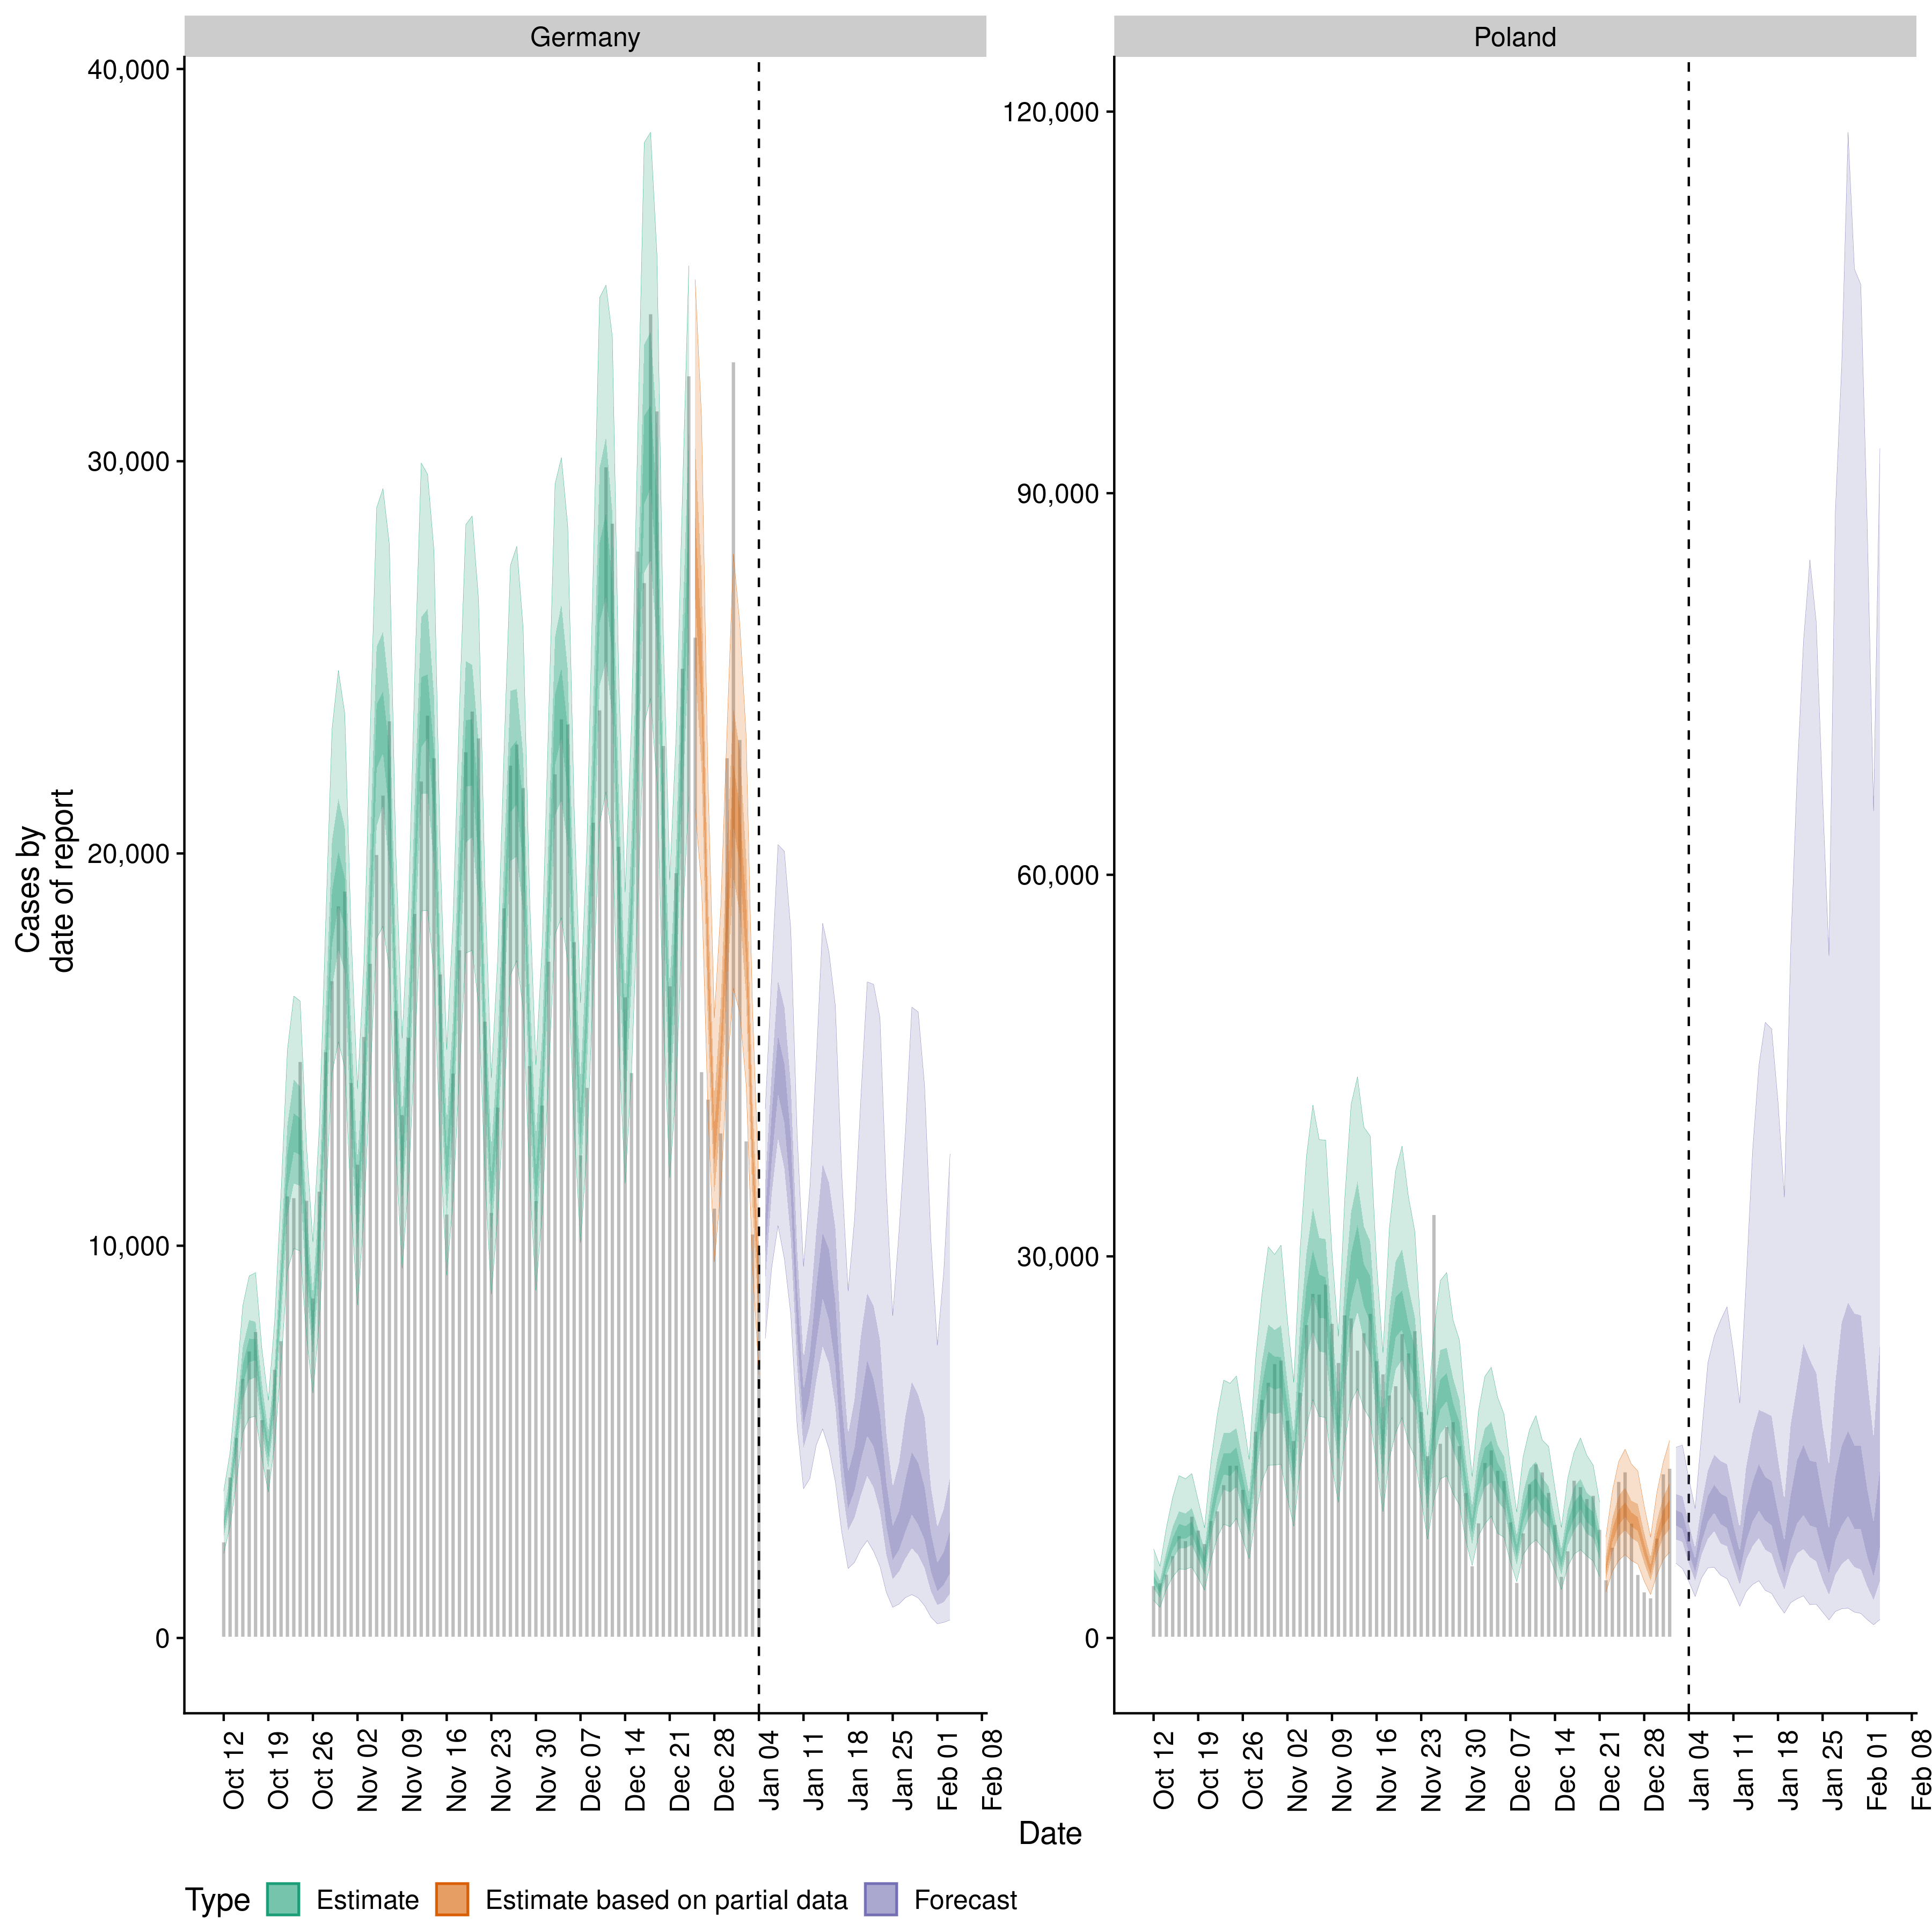 Germany
Poland
40,000
30,000
20,000
10,000
0
120,000
90,000
60,000
30,000
0
Cases by
date of report
Oct 12
Oct 19
Oct 26
Nov 02
Nov 09
Nov 16
Nov 23
Nov 30
Dec 07
Dec 14
Dec 21
Dec 28
Jan 04
Jan 11
Jan 18
Jan 25
Feb 01
Feb 08
Oct 12
Oct 19
Oct 26
Nov 02
Nov 09
Nov 16
Nov 23
Nov 30
Dec 07
Dec 14
Dec 21
Dec 28
Jan 04
Jan 11
Jan 18
Jan 25
Feb 01
Feb 08
Date
Type Estimate Estimate based on partial data Forecast